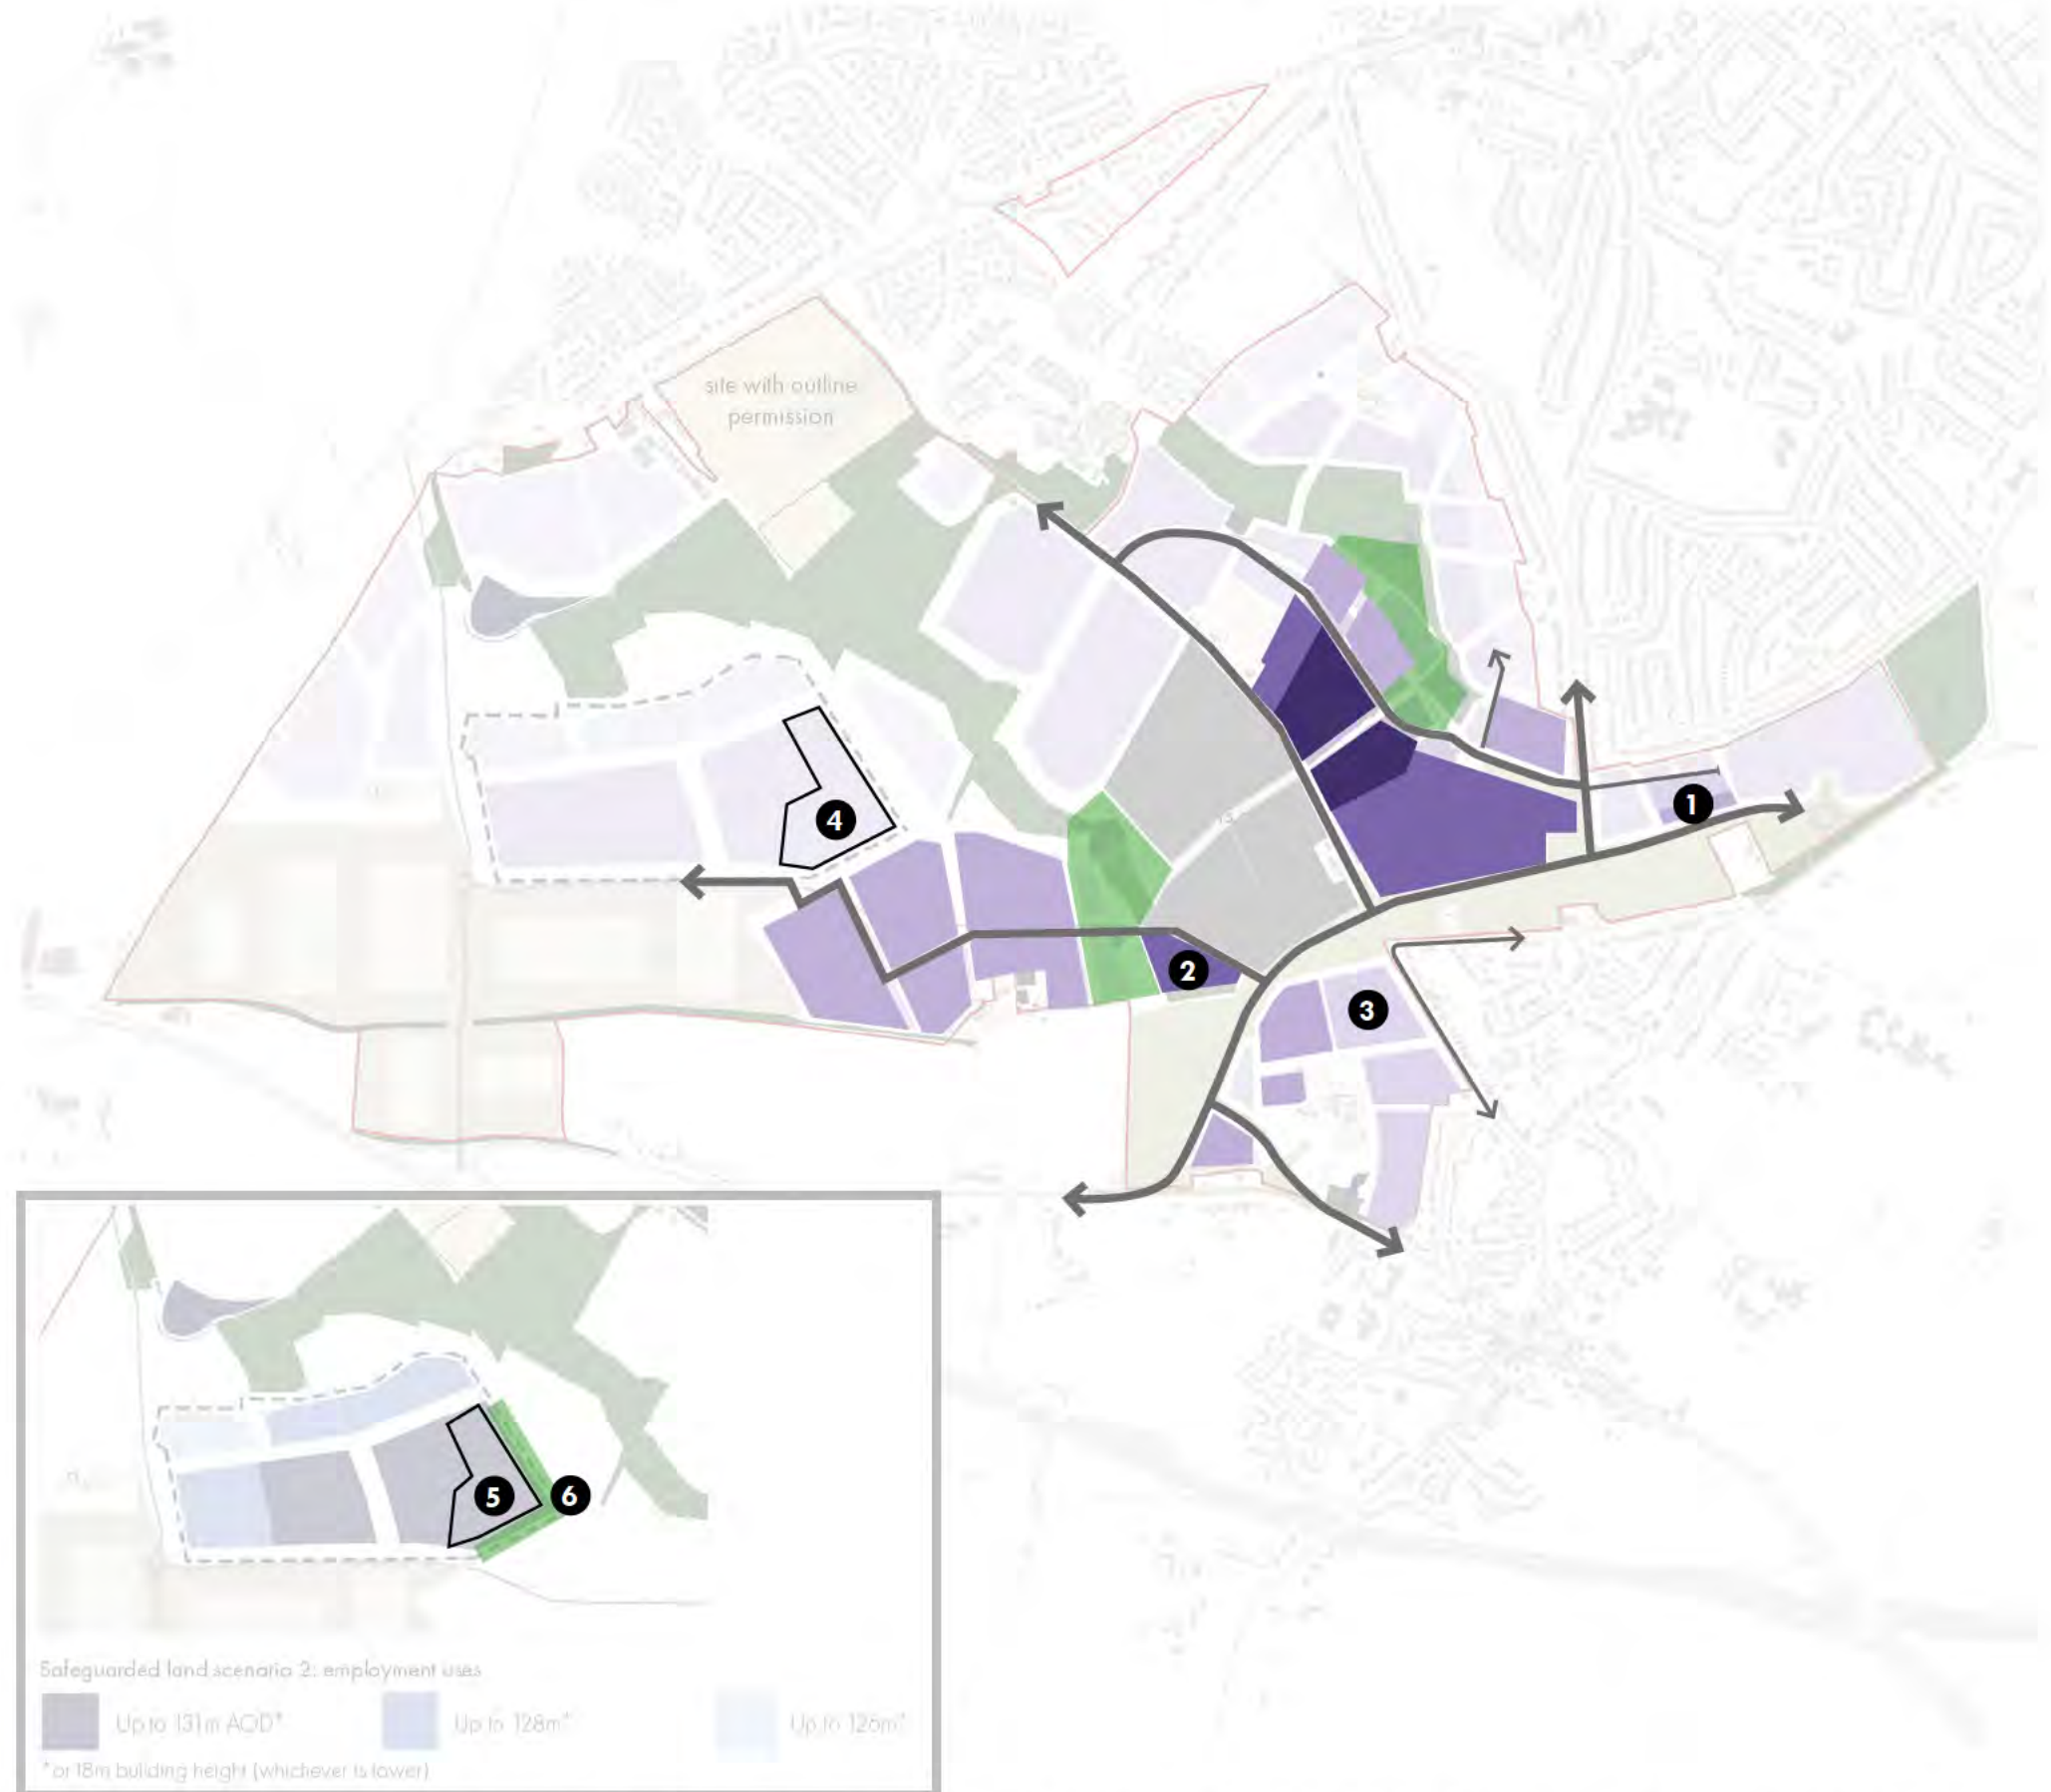 site with outline
permission
1
4
2
3
5
6
Safeguarded land scenario 2: employment uses
Up to 131m AOD*
Up to 128m*
Up to 126m*
*or 18m building height (whichever is lower)